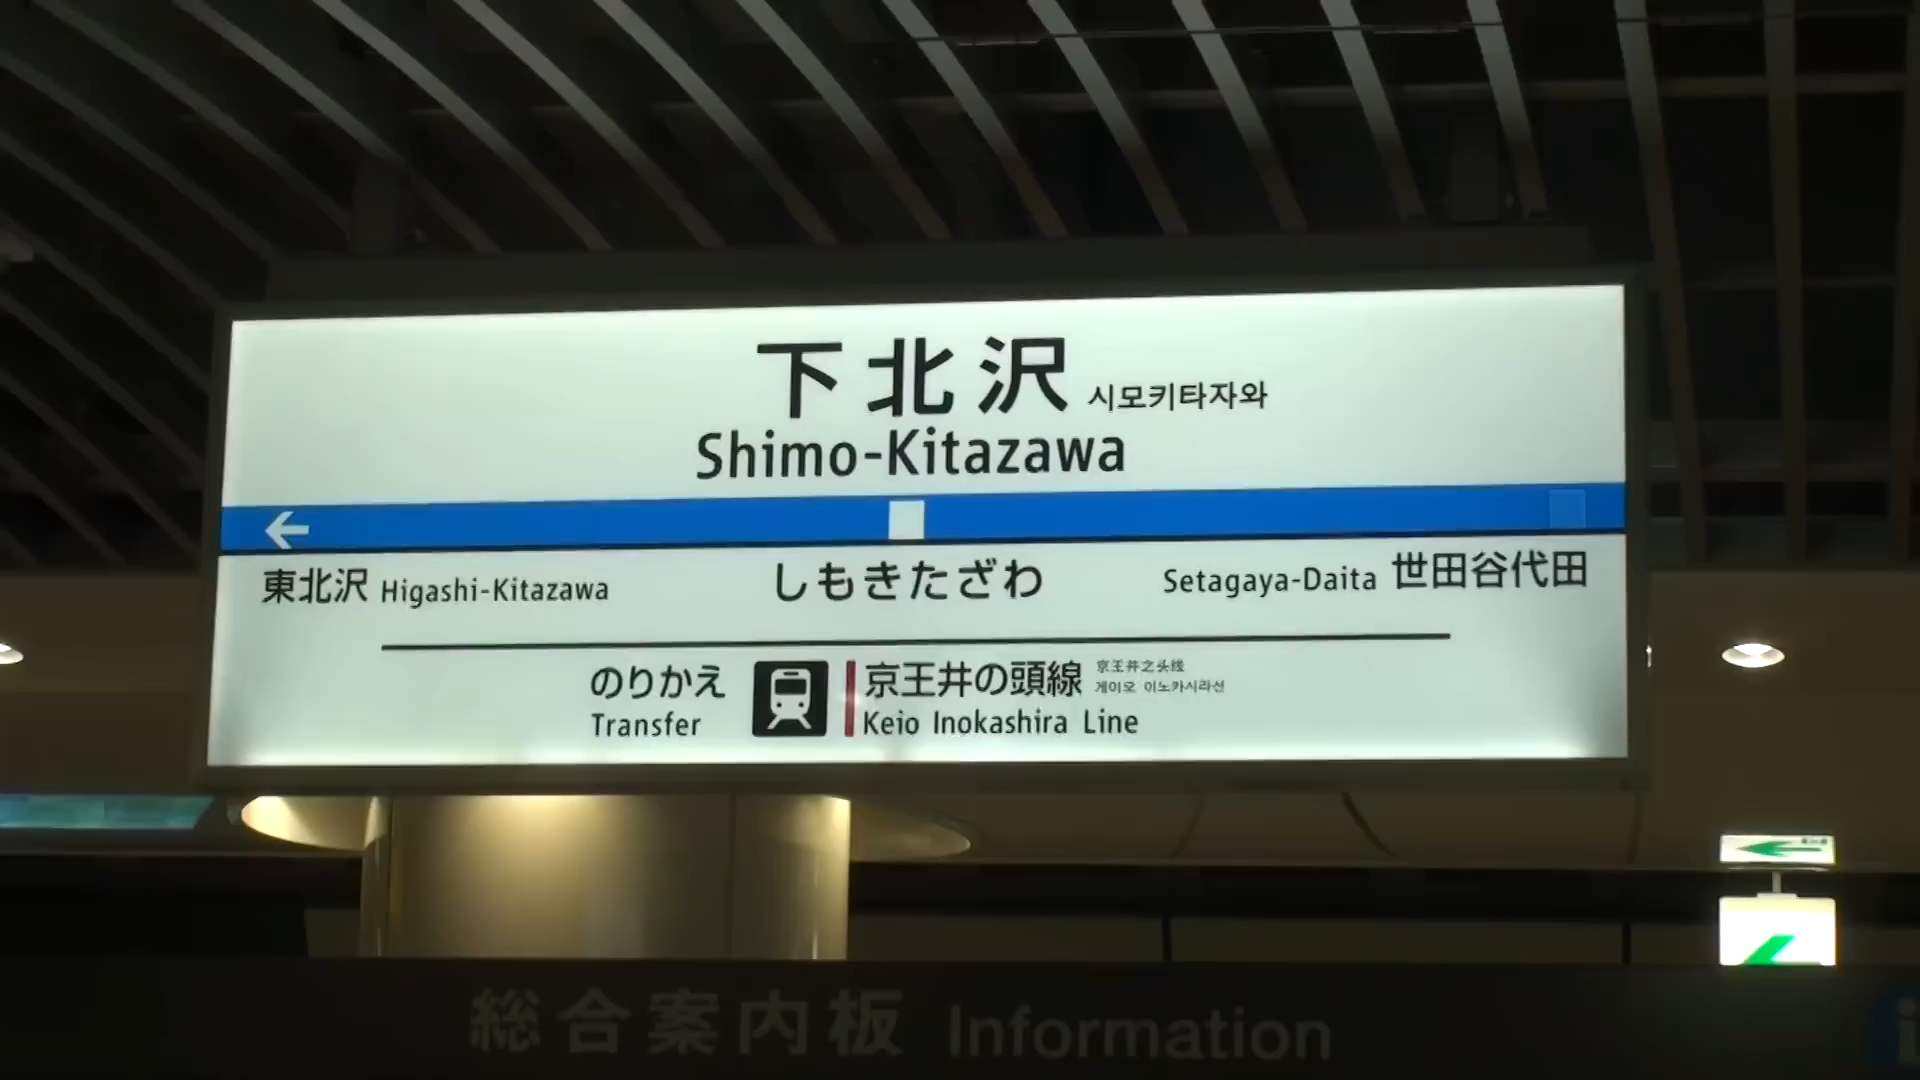 下北沢 시모키타자와
Shimo-Kitazawa
東北沢 Higashi-Kitazawa しもきたざわ Setagaya-Daita 世田谷代田
のりかえ 京王井の頭線 京王井之头线
게이오 이노카시라선
Transfer Keio Inokashira Line
総合案内板 Information